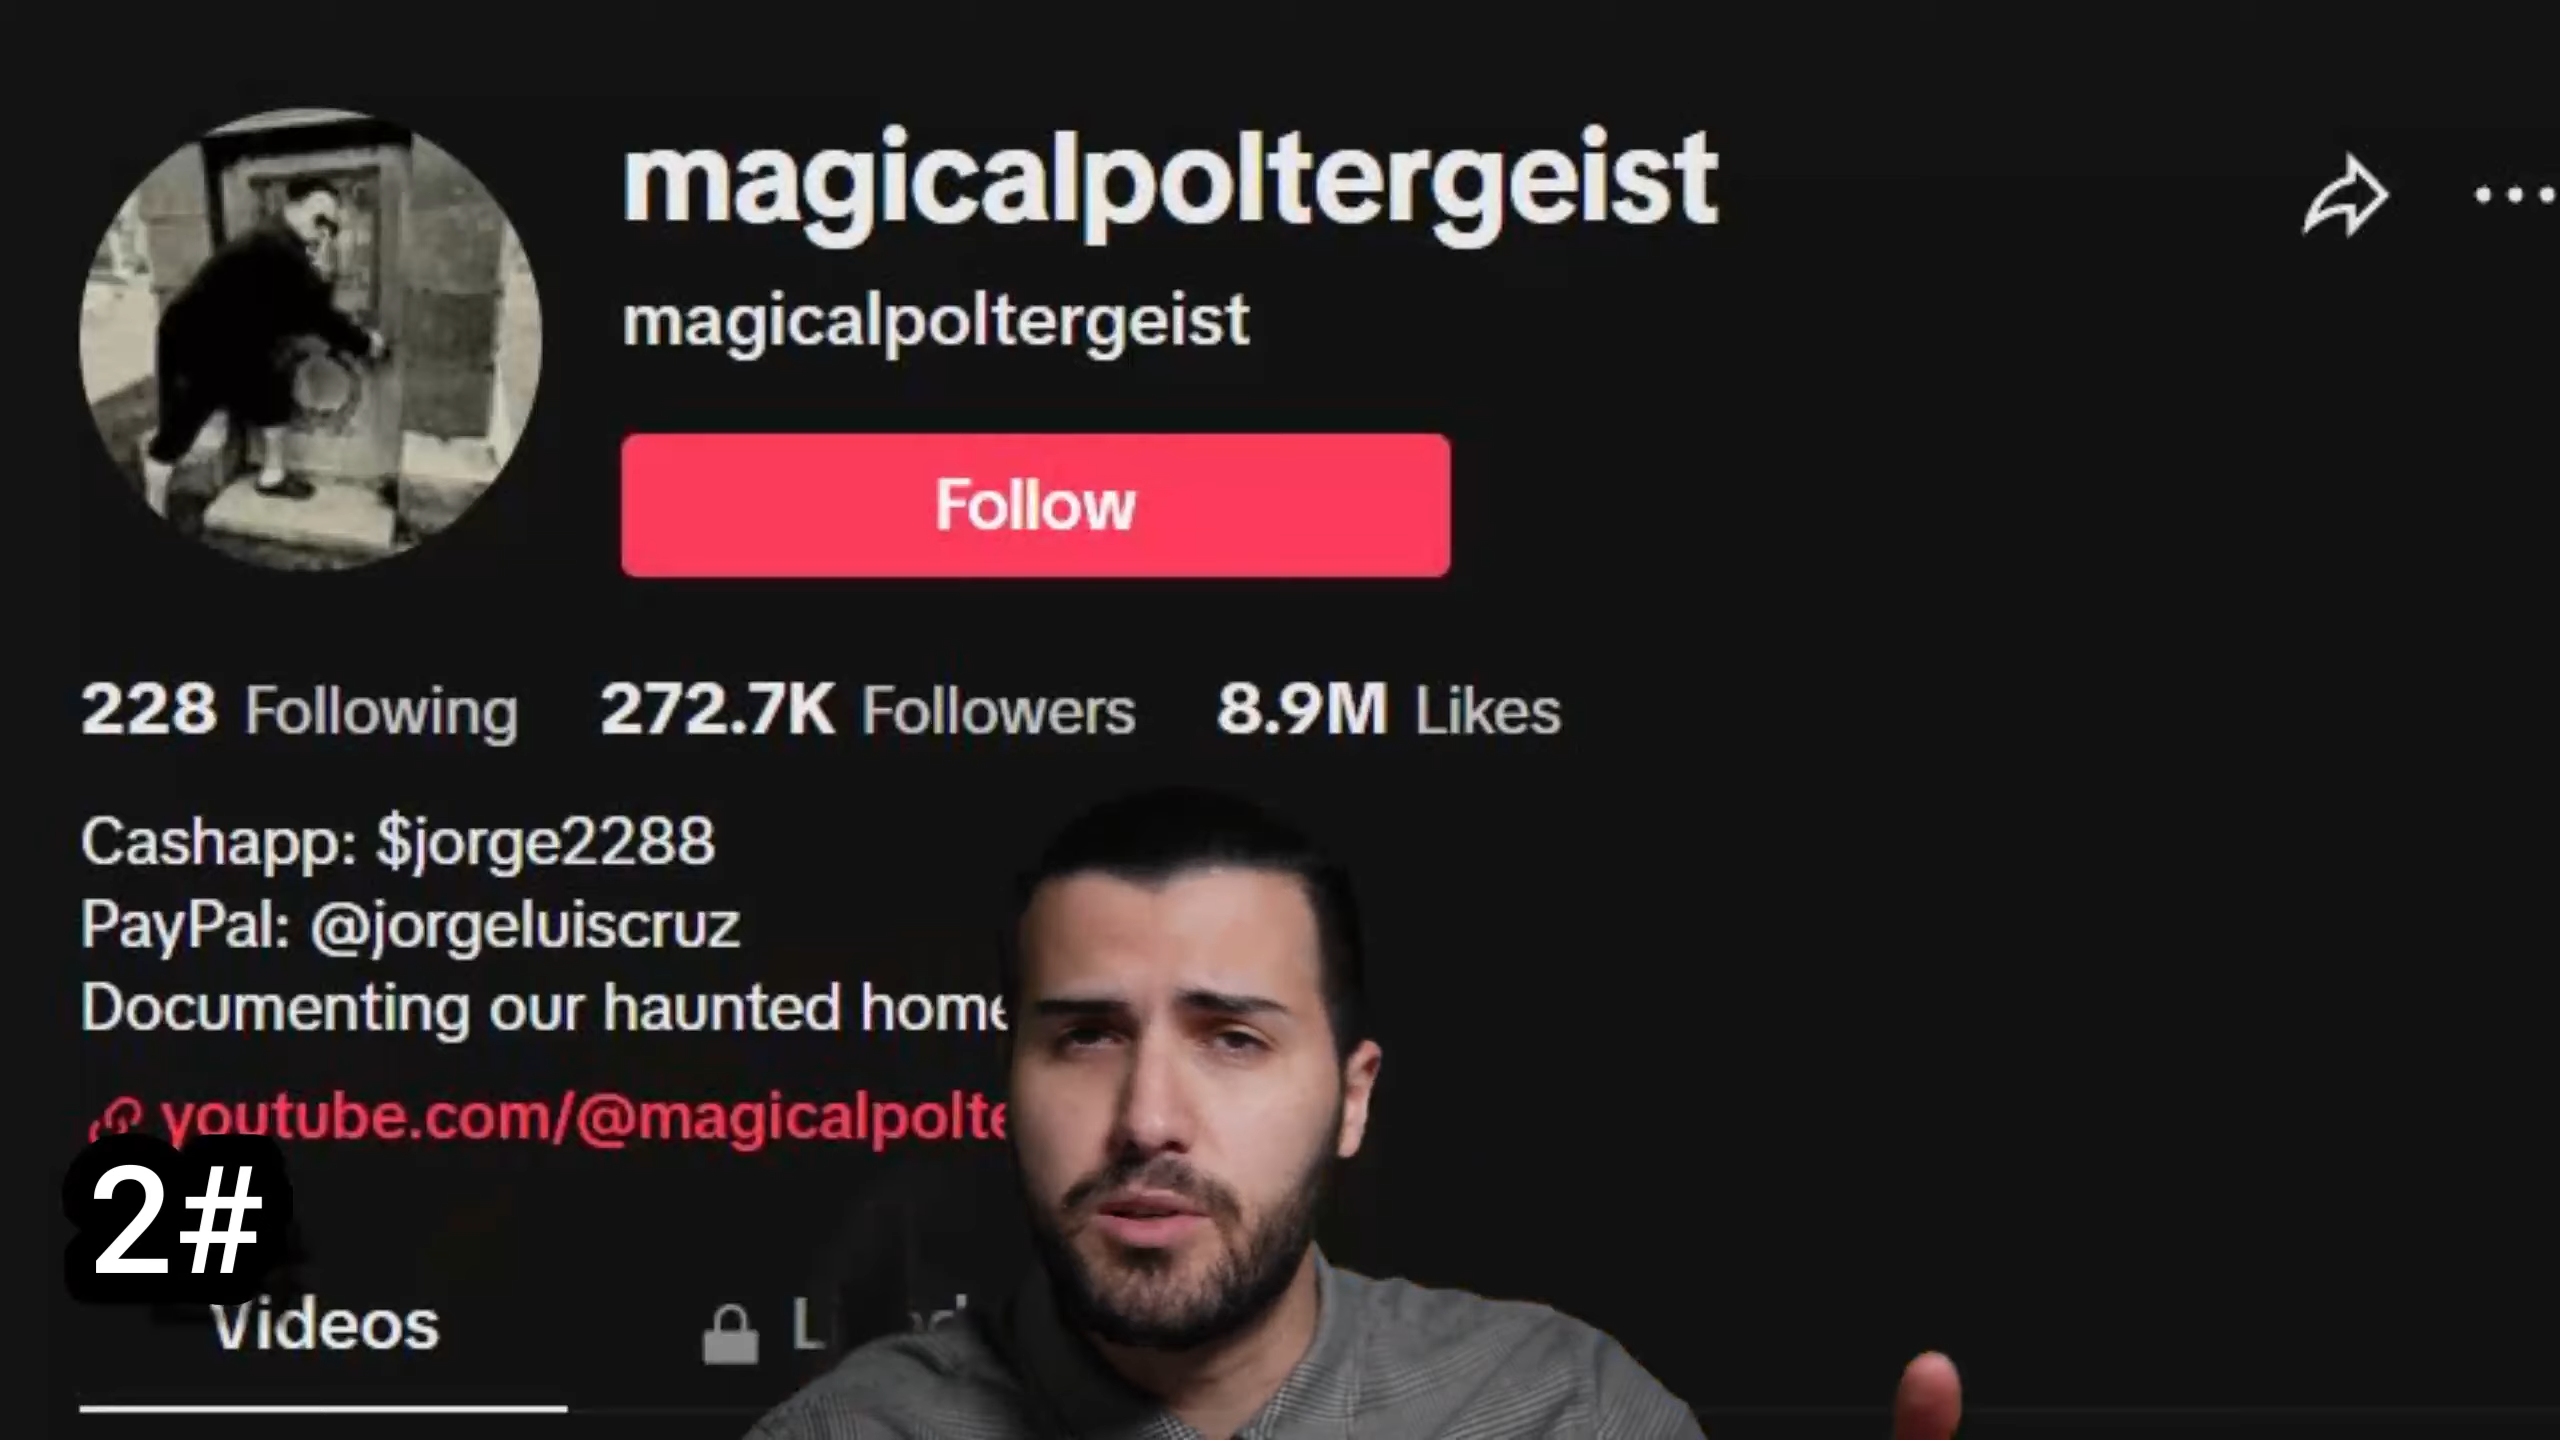 magicalpoltergeist
magicalpoltergeist
Follow
228 Following 272.7K Followers 8.9M Likes
Cashapp: $jorge2288
PayPal: @jorgeluiscruz
Documenting our haunted home
youtube.com/@magicalpolte
2#
Videos